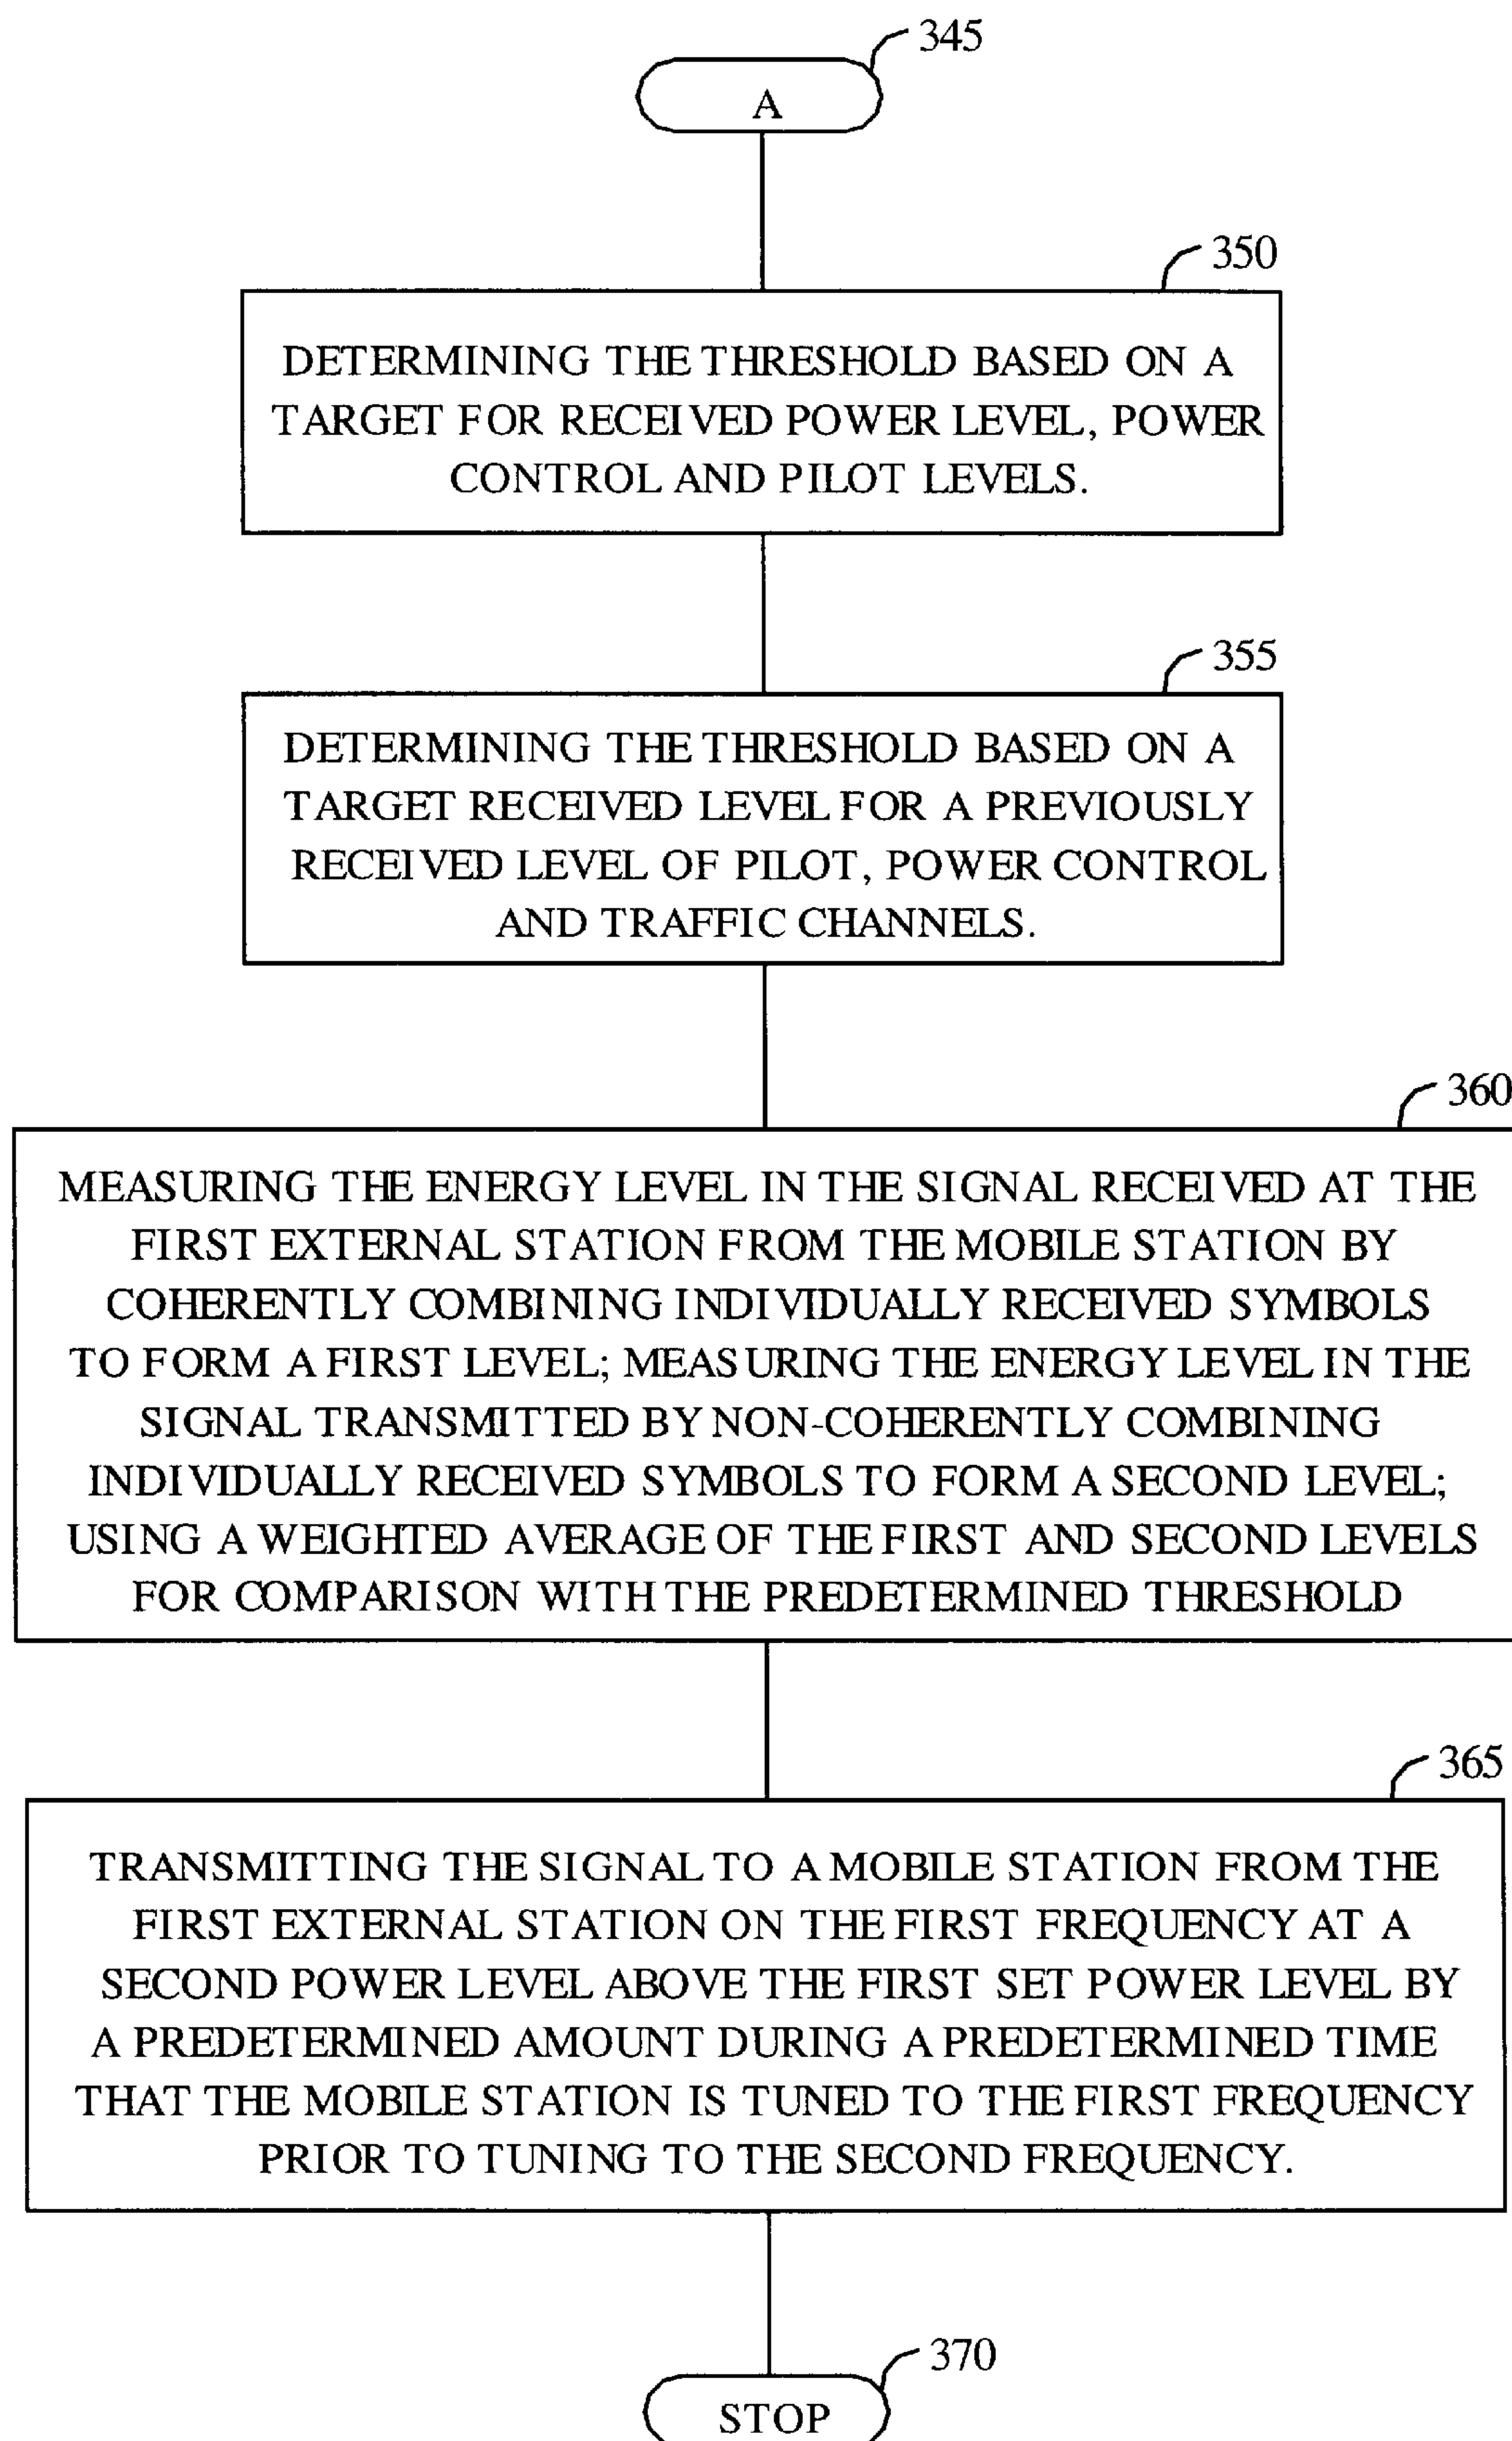 345
A
350
DETERMINING THE THRESHOLD BASED ON A
TARGET FOR RECEIVED POWER LEVEL, POWER
CONTROL AND PILOT LEVELS.
355
DETERMINING THE THRESHOLD BASED ON A
TARGET RECEIVED LEVEL FOR A PREVIOUSLY
RECEIVED LEVEL OF PILOT, POWER CONTROL
AND TRAFFIC CHANNELS.
360
MEASURING THE ENERGY LEVEL IN THE SIGNAL RECEIVED AT THE
FIRST EXTERNAL STATION FROM THE MOBILE STATION BY
COHERENTLY COMBINING INDIVIDUALLY RECEIVED SYMBOLS
TO FORM A FIRST LEVEL; MEASURING THE ENERGY LEVEL IN THE
SIGNAL TRANSMITTED BY NON-COHERENTLY COMBINING
INDIVIDUALLY RECEIVED SYMBOLS TO FORM A SECOND LEVEL;
USING A WEIGHTED AVERAGE OF THE FIRST AND SECOND LEVELS
FOR COMPARISON WITH THE PREDETERMINED THRESHOLD
365
TRANSMITTING THE SIGNAL TO A MOBILE STATION FROM THE
FIRST EXTERNAL STATION ON THE FIRST FREQUENCY AT A
SECOND POWER LEVEL ABOVE THE FIRST SET POWER LEVEL BY
A PREDETERMINED AMOUNT DURING A PREDETERMINED TIME
THAT THE MOBILE STATION IS TUNED TO THE FIRST FREQUENCY
PRIOR TO TUNING TO THE SECOND FREQUENCY.
370
STOP